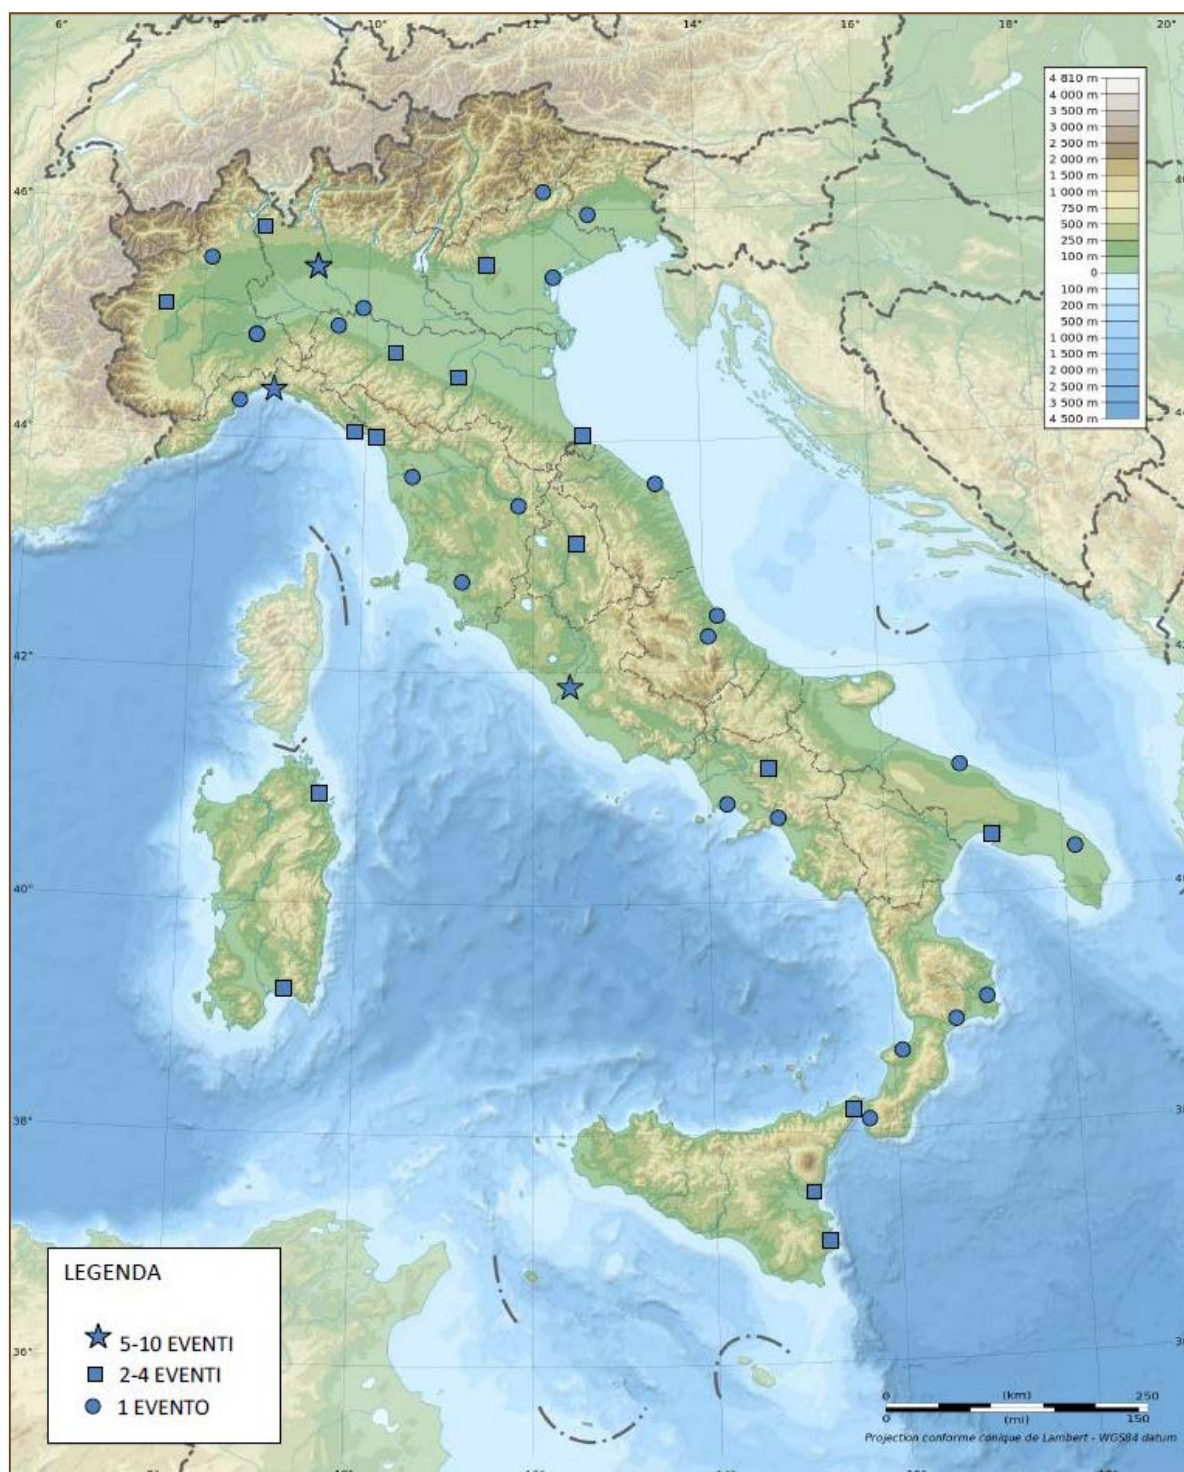 6°
8°
10°
12°
14°
16°
18°
20°
4 810 m
4 000 m
3 500 m
3 000 m
2 500 m
2 000 m
1 500 m
1 000 m
750 m
500 m
250 m
100 m
0
100 m
200 m
500 m
1 000 m
1 500 m
2 000 m
2 500 m
3 500 m
4 500 m
46°
44°
42°
40°
38°
36°
LEGENDA
5-10 EVENTI
2-4 EVENTI
1 EVENTO
0 (km) 250
0 (mi) 150
Projection conforme conique de Lambert - WGS84 datum